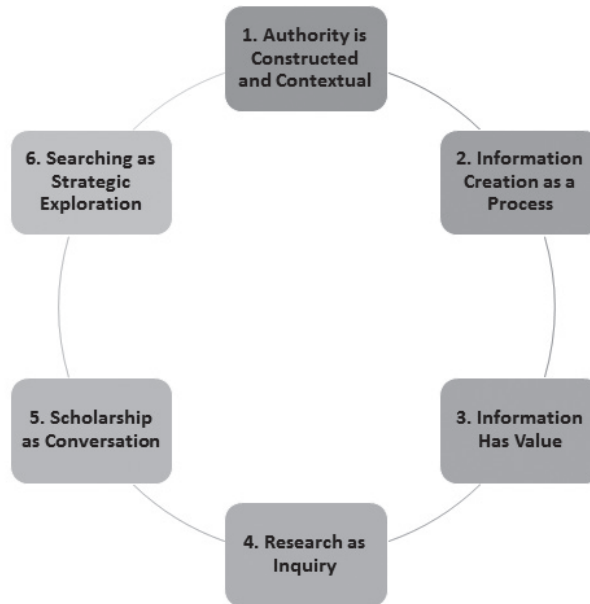 1. Authority is
Constructed
and Contextual
2. Information
Creation as a
Process
3. Information
Has Value
4. Research as
Inquiry
5. Scholarship
as Conversation
6. Searching as
Strategic
Exploration